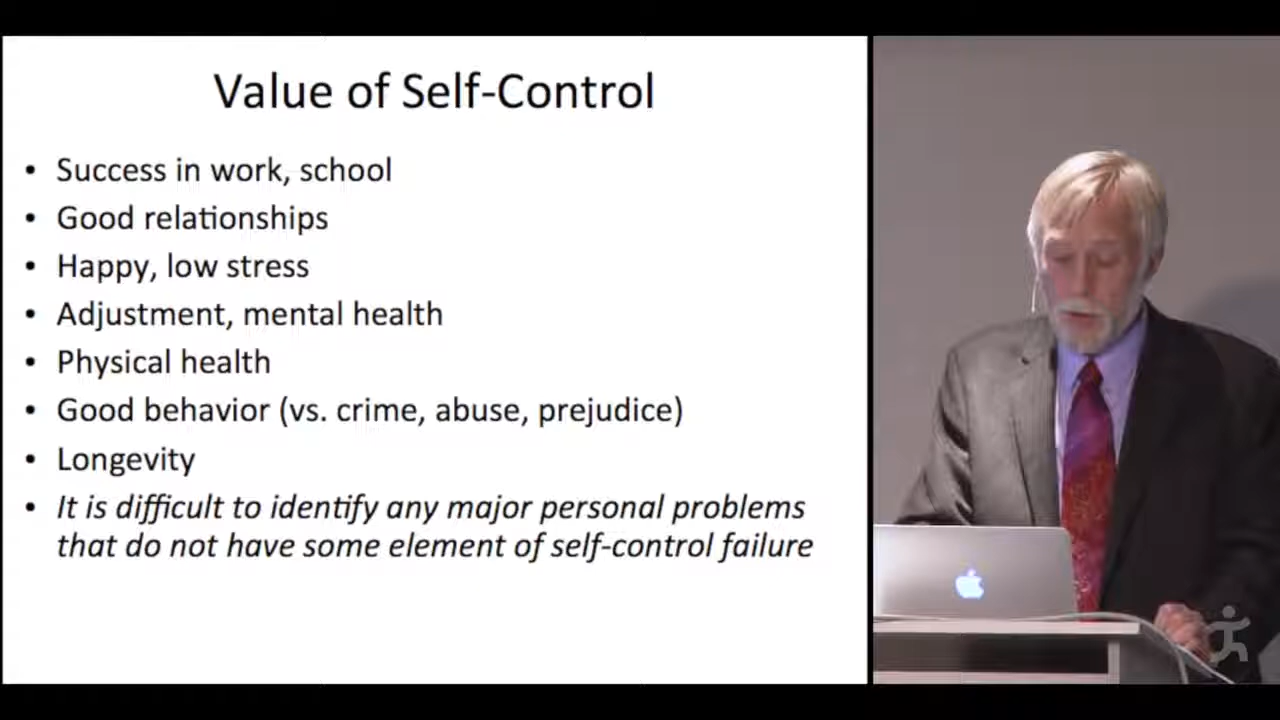 Value of Self-Control
• Success in work, school
• Good relationships
• Happy, low stress
• Adjustment, mental health
• Physical health
• Good behavior (vs. crime, abuse, prejudice)
• Longevity
• It is difficult to identify any major personal problems
that do not have some element of self-control failure